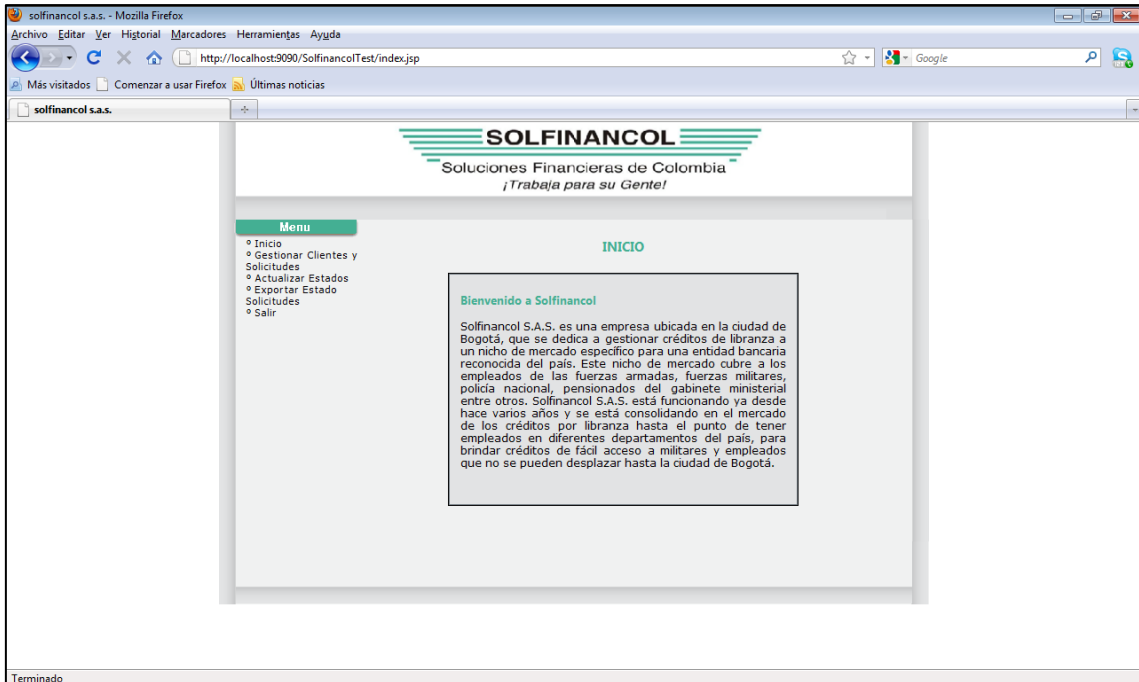 solfinancol s.a.s. - Mozilla Firefox
Archivo Editar Ver Historial Marcadores Herramientas Ayuda
http://localhost:9090/SolfinancolTest/index.jsp
Google
Más visitados Comenzar a usar Firefox Últimas noticias
solfinancol s.a.s.
SOLFINANCOL
Soluciones Financieras de Colombia
¡Trabaja para su Gente!
Menu
º Inicio
º Gestionar Clientes y
Solicitudes
º Actualizar Estados
º Exportar Estado
Solicitudes
º Salir
INICIO
Bienvenido a Solfinancol
Solfinancol S.A.S. es una empresa ubicada en la ciudad de
Bogotá, que se dedica a gestionar créditos de libranza a
un nicho de mercado específico para una entidad bancaria
reconocida del país. Este nicho de mercado cubre a los
empleados de las fuerzas armadas, fuerzas militares,
policía nacional, pensionados del gabinete ministerial
entre otros. Solfinancol S.A.S. está funcionando ya desde
hace varios años y se está consolidando en el mercado
de los créditos por libranza hasta el punto de tener
empleados en diferentes departamentos del país, para
brindar créditos de fácil acceso a militares y empleados
que no se pueden desplazar hasta la ciudad de Bogotá.
Terminado